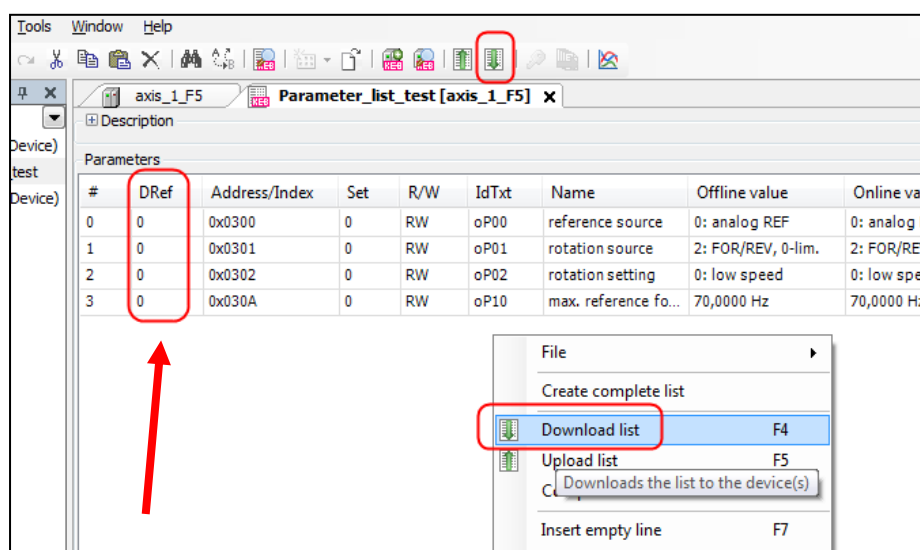 Tools Window Help
axis_1_F5 Parameter_list_test [axis_1_F5]
Description
Device)
test
Device)
Parameters
# DRef Address/Index Set R/W IdTxt Name Offline value Online va
0 0 0x0300 0 RW oP00 reference source 0: analog REF 0: analog
1 0 0x0301 0 RW oP01 rotation source 2: FOR/REV, 0-lim. 2: FOR/RE
2 0 0x0302 0 RW oP02 rotation setting 0: low speed 0: low spe
3 0 0x030A 0 RW oP10 max. reference fo... 70,0000 Hz 70,0000 H
File
Create complete list
Download list F4
Upload list F5
Downloads the list to the device(s)
Insert empty line F7